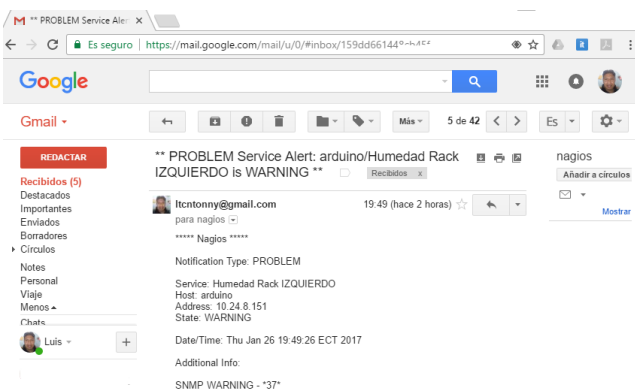 ** PROBLEM Service Aler
Es seguro | https://mail.google.com/mail/u/0/#inbox/159dd66144
Google
Gmail
Más
5 de 42
Es
REDACTAR
Recibidos (5)
Destacados
Importantes
Enviados
Borradores
Círculos
Notes
Personal
Viaje
Menos
Chats
Luis
** PROBLEM Service Alert: arduino/Humedad Rack
IZQUIERDO is WARNING **
Recibidos x
ltcntonny@gmail.com
19:49 (hace 2 horas)
para nagios
***** Nagios *****
Notification Type: PROBLEM
Service: Humedad Rack IZQUIERDO
Host: arduino
Address: 10.24.8.151
State: WARNING
Date/Time: Thu Jan 26 19:49:26 ECT 2017
Additional Info:
SNMP WARNING - *37*
nagios
Añadir a círculos
Mostrar